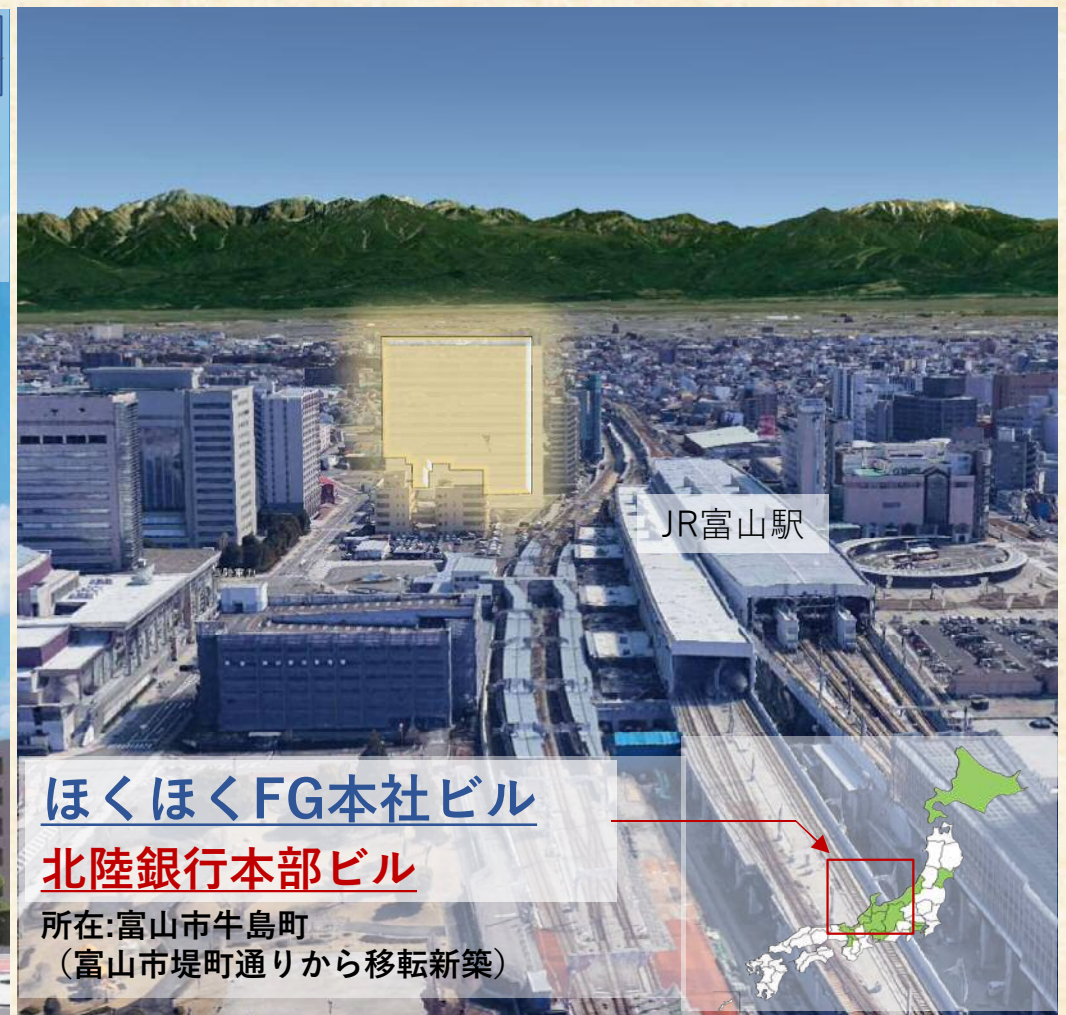 JR富山駅
ほくほくFG本社ビル
北陸銀行本部ビル
所在:富山市牛島町
（富山市堤町通りから移転新築）